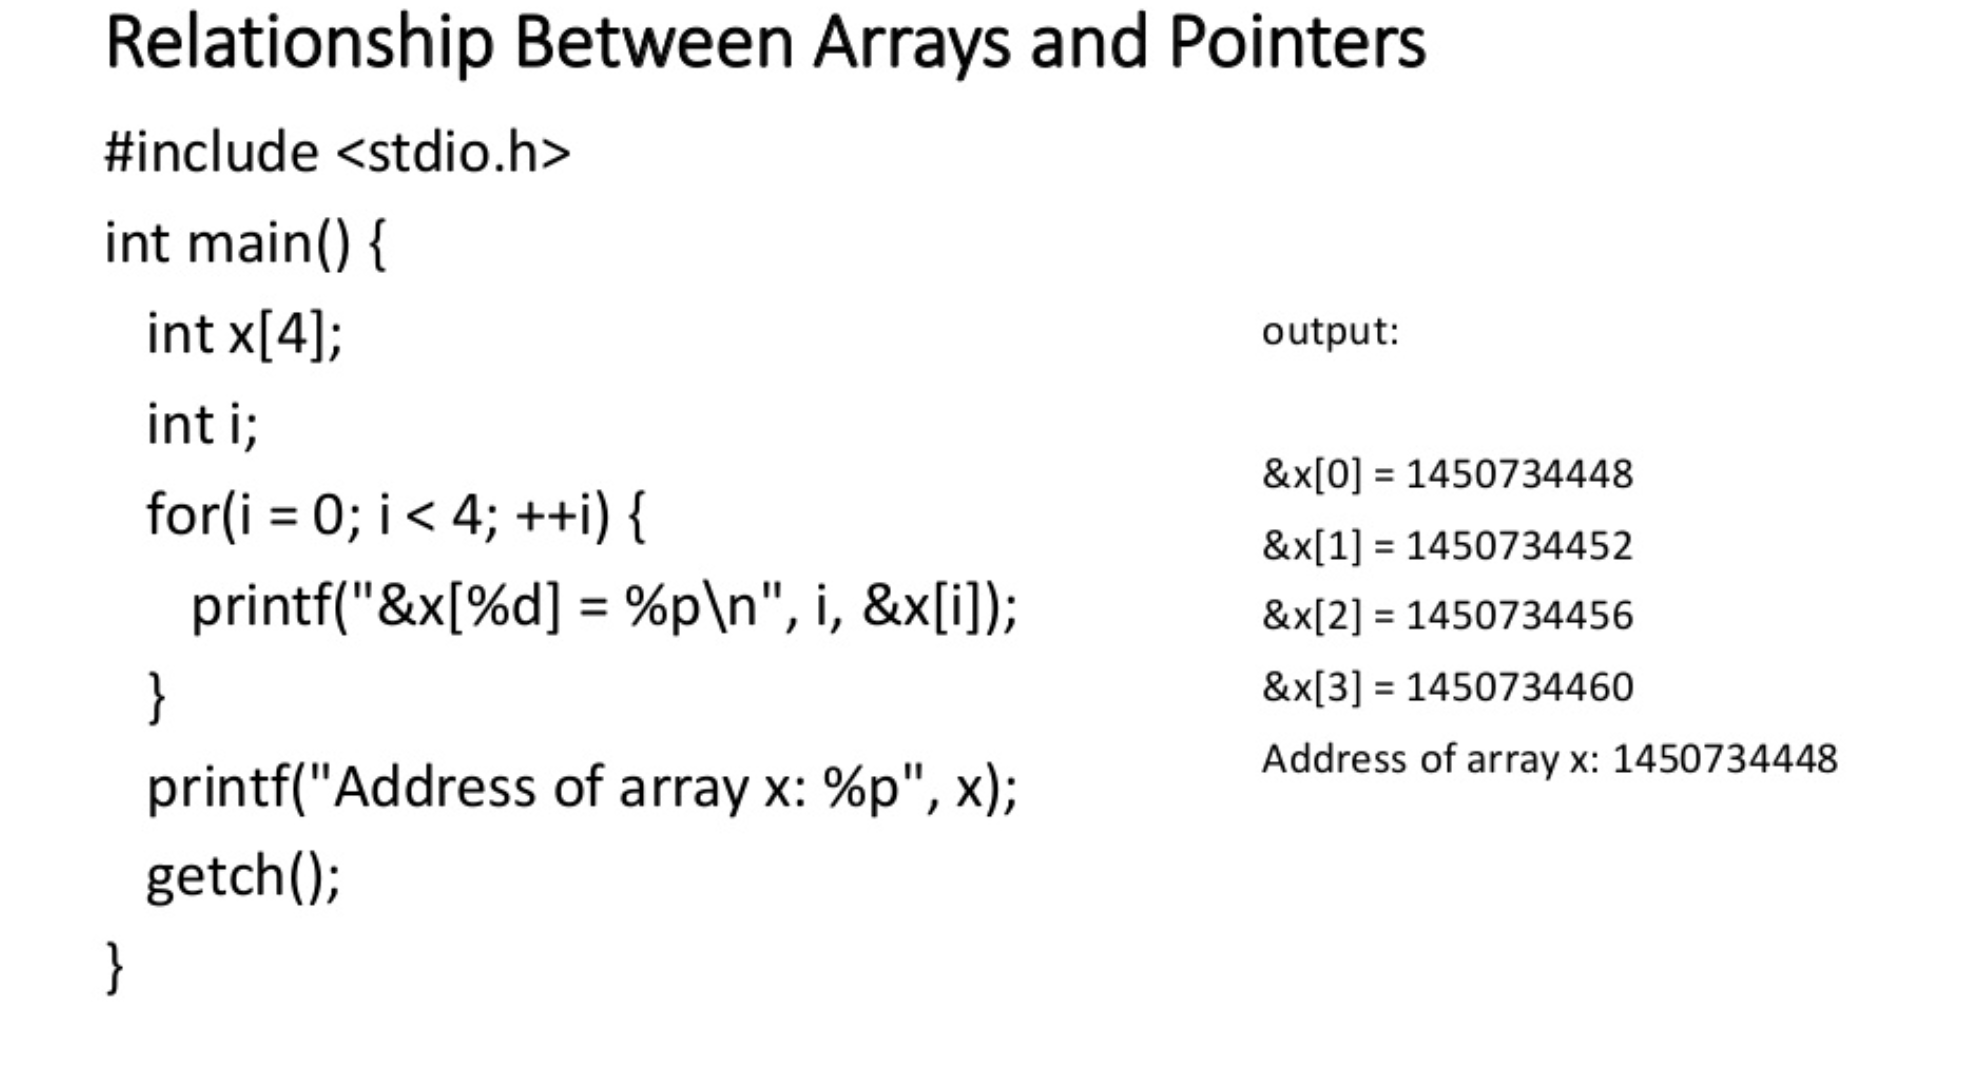 Relationship Between Arrays and Pointers
#include <stdio.h>
int main() {
int x[4];
int i;
for(i = 0; i < 4; ++i) {
printf("&x[%d] = %p\n", i, &x[i]);
}
printf("Address of array x: %p", x);
getch();
}
output:
&x[0] = 1450734448
&x[1] = 1450734452
&x[2] = 1450734456
&x[3] = 1450734460
Address of array x: 1450734448